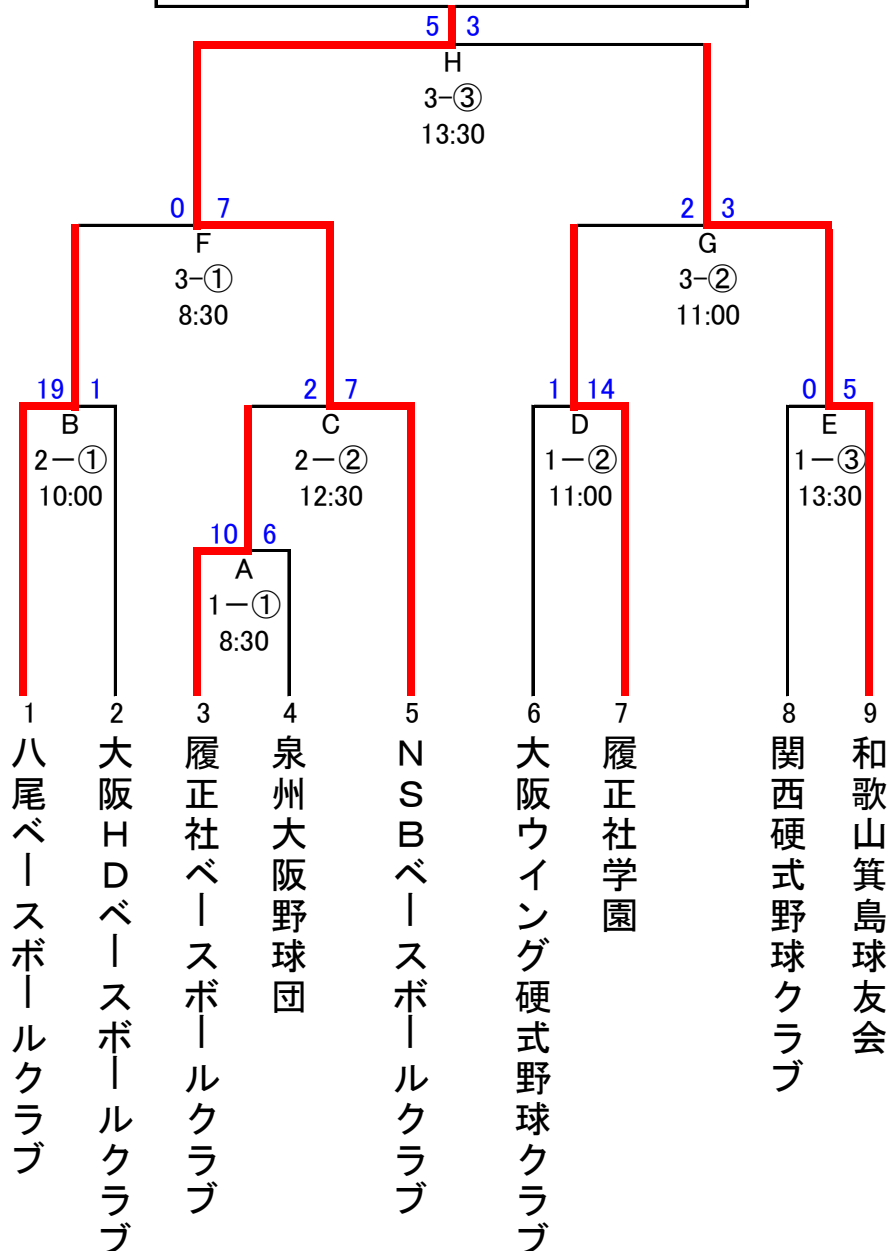 5 3
H
3-③
13:30
0 7
F
3-①
8:30
2 3
G
3-②
11:00
19 1
B
2－①
10:00
2 7
C
2－②
12:30
1 14
D
1－②
11:00
0 5
E
1－③
13:30
10 6
A
1－①
8:30
1
八尾ベースボールクラブ
2
大阪ＨＤベースボールクラブ
3
履正社ベースボールクラブ
4
泉州大阪野球団
5
ＮＳＢベースボールクラブ
6
大阪ウイング硬式野球クラブ
7
履正社学園
8
関西硬式野球クラブ
9
和歌山箕島球友会